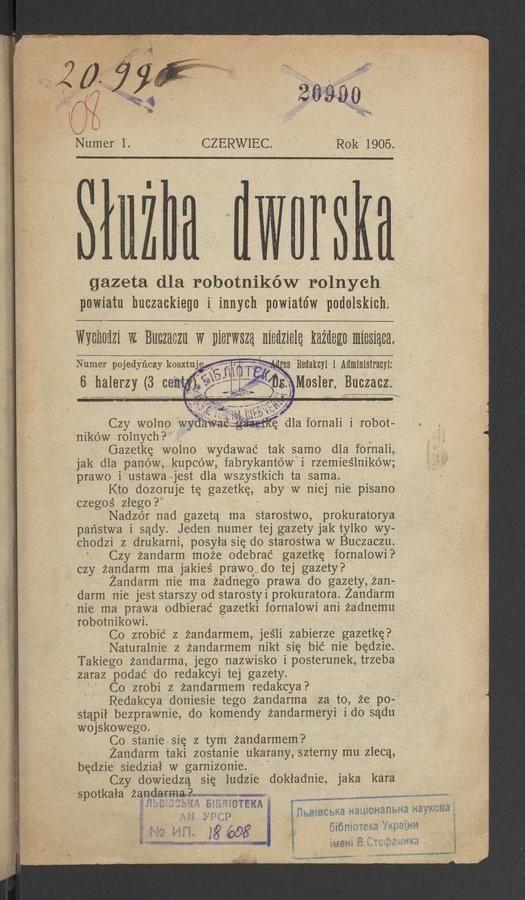 20.990
20990
08
Numer 1. CZERWIEC. Rok 1905.
Służba dworska
gazeta dla robotników rolnych
powiatu buczackiego i innych powiatów podolskich.
Wychodzi w Buczaczu w pierwszą niedzielę każdego miesiąca.
Numer pojedyńczy kosztuje
6 halerzy (3 centy).
Adres Redakcyi i Administracyi:
Ds. Mosler, Buczacz.
БІБЛІОТЕКА
Czy wolno wydawać gazetkę dla fornali i robot-
ników rolnych?
Gazetkę wolno wydawać tak samo dla fornali,
jak dla panów, kupców, fabrykantów i rzemieślników;
prawo i ustawa jest dla wszystkich ta sama.
Kto dozoruje tę gazetkę, aby w niej nie pisano
czegoś złego?
Nadzór nad gazetą ma starostwo, prokuratorya
państwa i sądy. Jeden numer tej gazety jak tylko wy-
chodzi z drukarni, posyła się do starostwa w Buczaczu.
Czy żandarm może odebrać gazetkę fornalowi?
czy żandarm ma jakieś prawo do tej gazety?
Żandarm nie ma żadnego prawa do gazety, żan-
darm nie jest starszy od starosty i prokuratora. Żandarm
nie ma prawa odbierać gazetki fornalowi ani żadnemu
robotnikowi.
Co zrobić z żandarmem, jeśli zabierze gazetkę?
Naturalnie z żandarmem nikt się bić nie będzie.
Takiego żandarma, jego nazwisko i posterunek, trzeba
zaraz podać do redakcyi tej gazety.
Co zrobi z żandarmem redakcya?
Redakcya doniesie tego żandarma za to, że po-
stąpił bezprawnie, do komendy żandarmeryi i do sądu
wojskowego.
Co stanie się z tym żandarmem?
Żandarm taki zostanie ukarany, szterny mu zlecą,
będzie siedział w garnizonie.
Czy dowiedzą się ludzie dokładnie, jaka kara
spotkała żandarma?
ЛЬВІВСЬКА БІБЛІОТЕКА
АН УРСР
№ ИП. 18608
Львівська національна наукова
бібліотека України
імені В.Стефаника